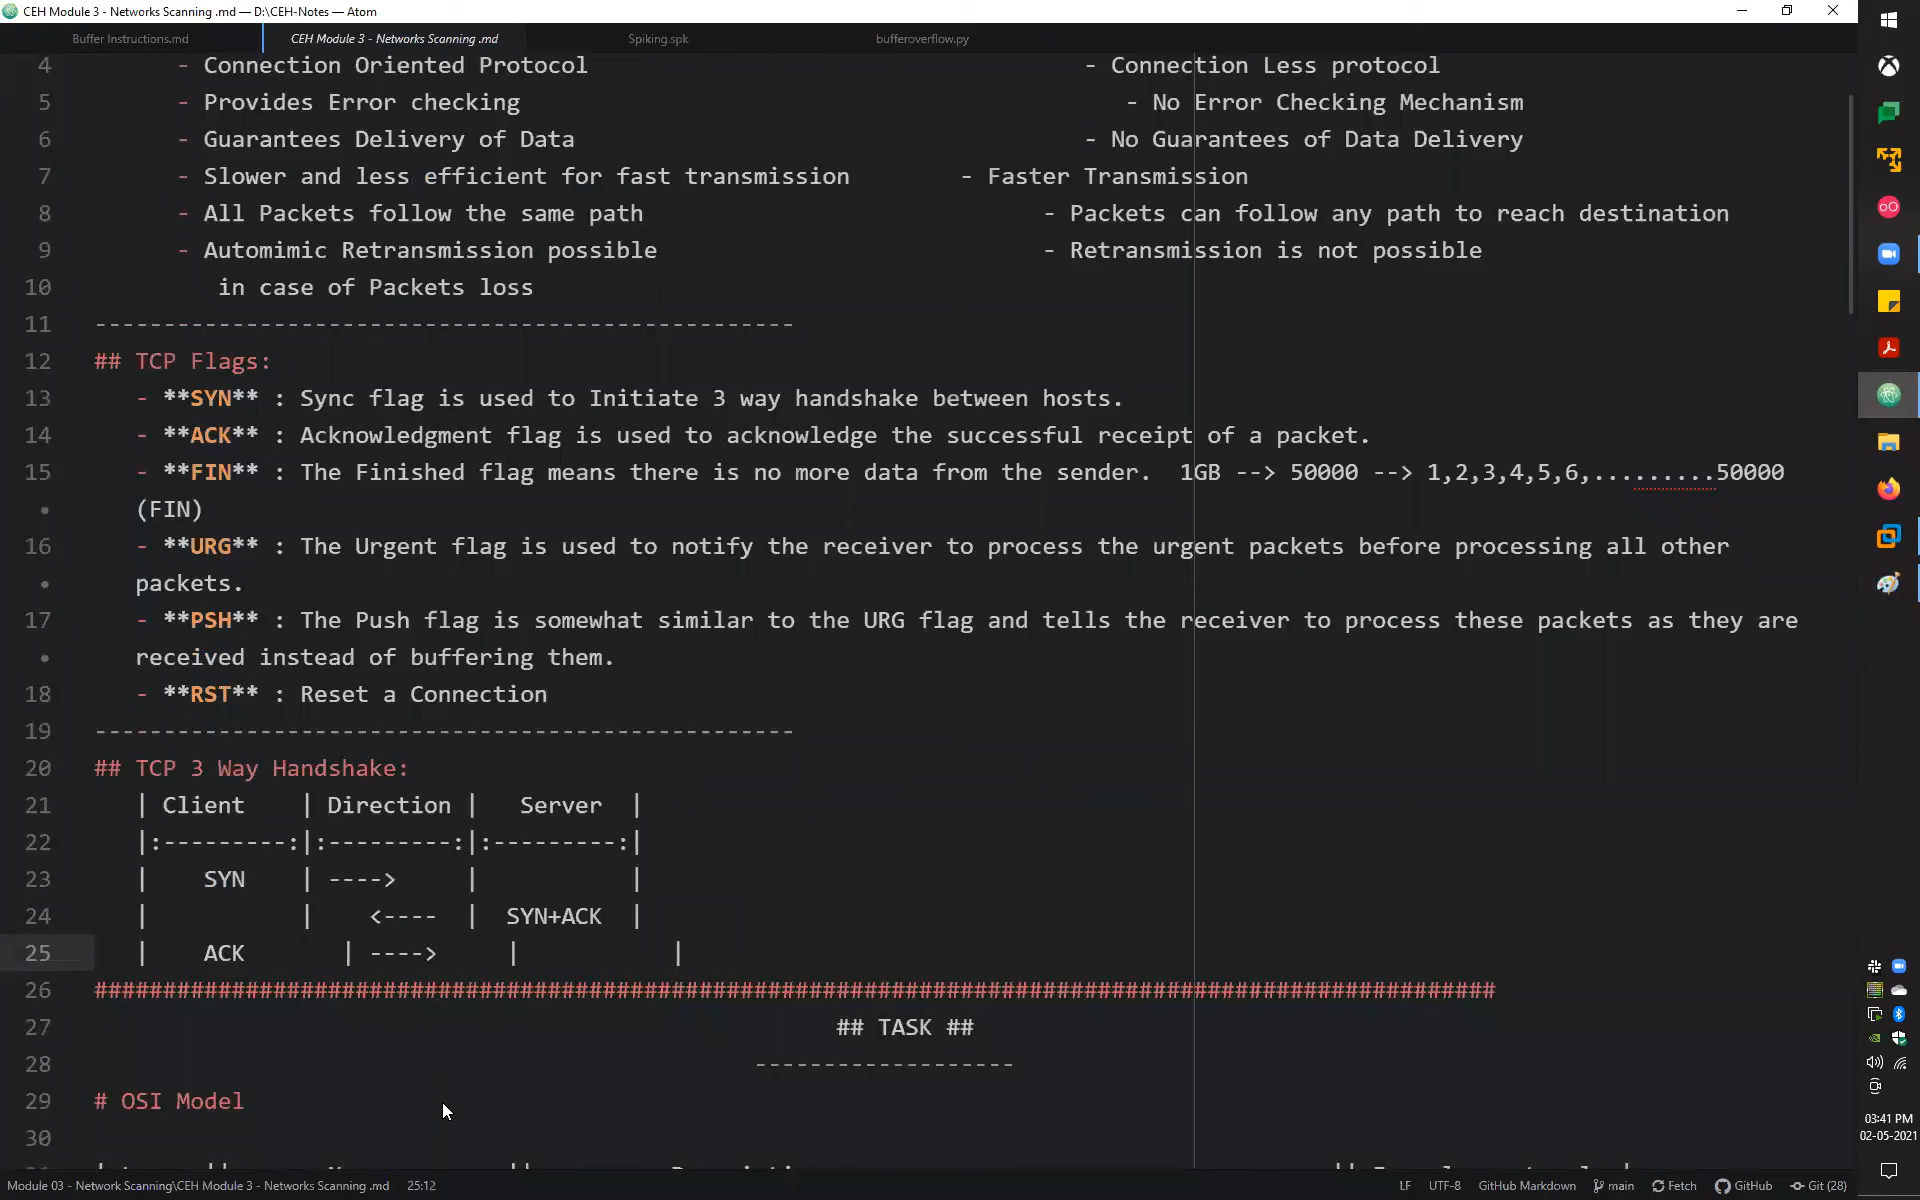 CEH Module 3 - Networks Scanning .md — D:\CEH-Notes — Atom
Buffer Instructions.md CEH Module 3 - Networks Scanning .md Spiking.spk bufferoverflow.py
4 - Connection Oriented Protocol - Connection Less protocol
5 - Provides Error checking - No Error Checking Mechanism
6 - Guarantees Delivery of Data - No Guarantees of Data Delivery
7 - Slower and less efficient for fast transmission - Faster Transmission
8 - All Packets follow the same path - Packets can follow any path to reach destination
9 - Automimic Retransmission possible - Retransmission is not possible
10 in case of Packets loss
11 ---------------------------------------------------
12 ## TCP Flags:
13 - **SYN** : Sync flag is used to Initiate 3 way handshake between hosts.
14 - **ACK** : Acknowledgment flag is used to acknowledge the successful receipt of a packet.
15 - **FIN** : The Finished flag means there is no more data from the sender. 1GB --> 50000 --> 1,2,3,4,5,6,.........50000
• (FIN)
16 - **URG** : The Urgent flag is used to notify the receiver to process the urgent packets before processing all other
• packets.
17 - **PSH** : The Push flag is somewhat similar to the URG flag and tells the receiver to process these packets as they are
• received instead of buffering them.
18 - **RST** : Reset a Connection
19 ---------------------------------------------------
20 ## TCP 3 Way Handshake:
21 | Client | Direction | Server |
22 |:---------:|:---------:|:---------:|
23 | SYN | ----> | |
24 | | <---- | SYN+ACK |
25 | ACK | ----> | |
26 ######################################################################################################
27 ## TASK ##
28 -------------------
29 # OSI Model
30
Module 03 - Network Scanning\CEH Module 3 - Networks Scanning .md 25:12 LF UTF-8 GitHub Markdown main Fetch GitHub Git (28)
03:41 PM
02-05-2021